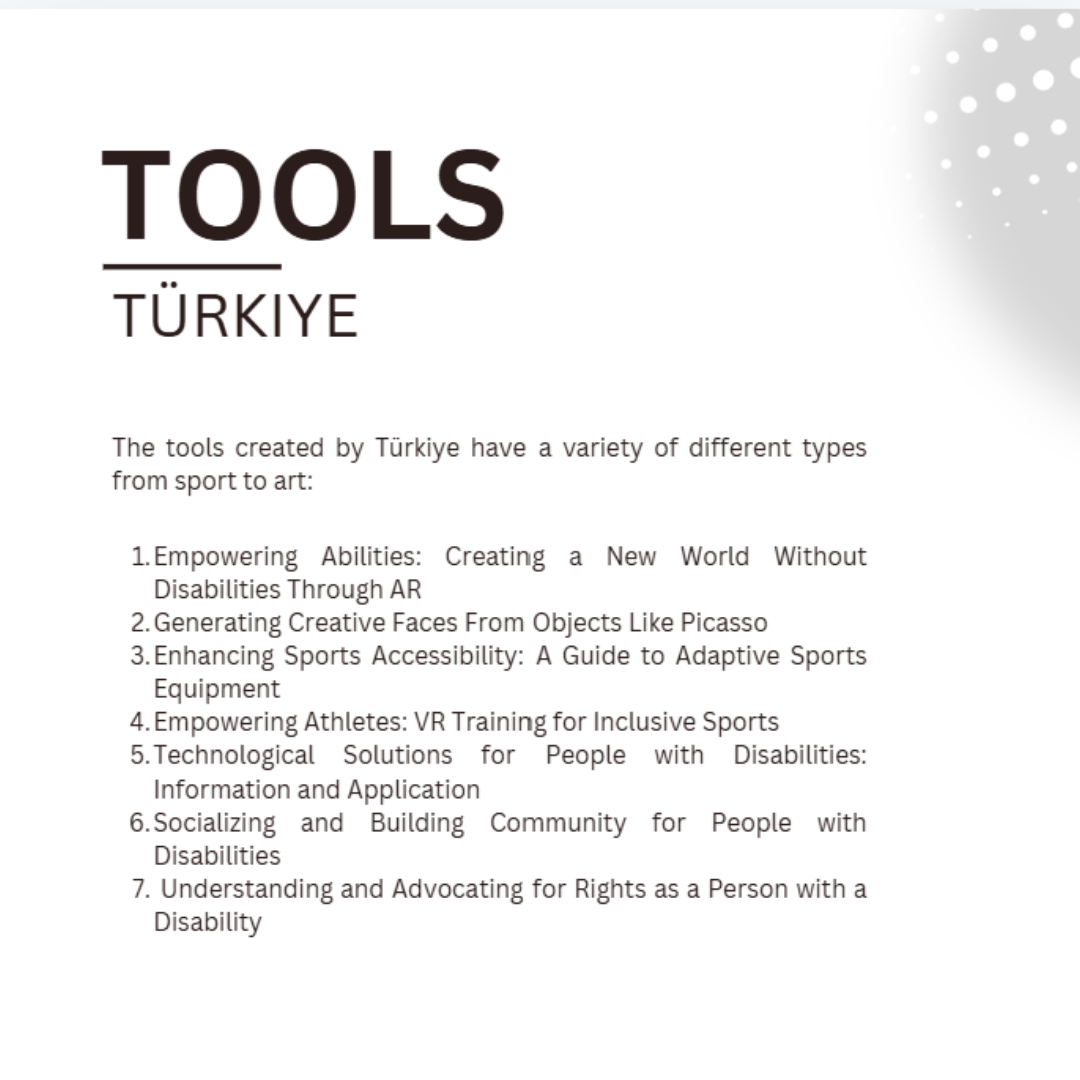 TOOLS
TÜRKIYE
The tools created by Türkiye have a variety of different types
from sport to art:
1. Empowering Abilities: Creating a New World Without
Disabilities Through AR
2. Generating Creative Faces From Objects Like Picasso
3. Enhancing Sports Accessibility: A Guide to Adaptive Sports
Equipment
4. Empowering Athletes: VR Training for Inclusive Sports
5. Technological Solutions for People with Disabilities:
Information and Application
6. Socializing and Building Community for People with
Disabilities
7. Understanding and Advocating for Rights as a Person with a
Disability